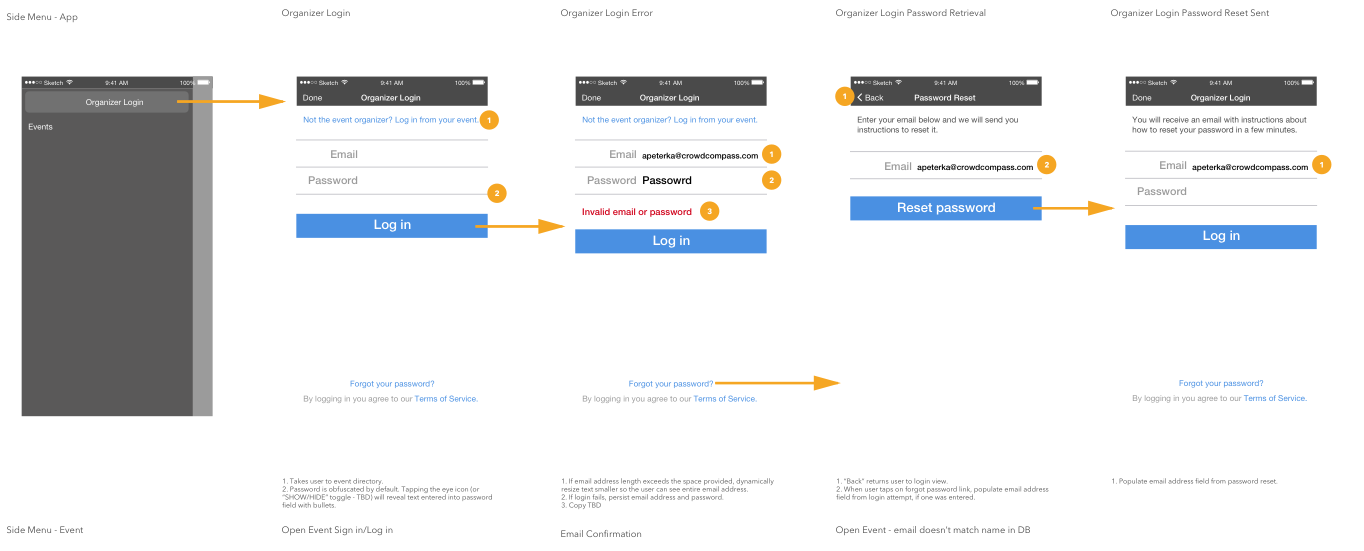 Side Menu - App
Organizer Login
Organizer Login Error
Organizer Login Password Retrieval
Organizer Login Password Reset Sent
Sketch 9:41 AM 100%
Organizer Login
Events
Sketch 9:41 AM 100%
Done Organizer Login
Not the event organizer? Log in from your event. 1
Email
Password
2
Log in
Forgot your password?
By logging in you agree to our Terms of Service.
1. Takes user to event directory.
2. Password is obfuscated by default. Tapping the eye icon (or
"SHOW/HIDE" toggle - TBD) will reveal text entered into password
field with bullets.
Sketch 9:41 AM 100%
Done Organizer Login
Not the event organizer? Log in from your event.
Email apeterka@crowdcompass.com 1
Password Passowrd 2
Invalid email or password 3
Log in
Forgot your password?
By logging in you agree to our Terms of Service.
1. If email address length exceeds the space provided, dynamically
resize text smaller so the user can see entire email address.
2. If login fails, persist email address and password.
3. Copy TBD
Sketch 9:41 AM 100%
1 Back Password Reset
Enter your email below and we will send you
instructions to reset it.
Email apeterka@crowdcompass.com 2
Reset password
1. "Back" returns user to login view.
2. When user taps on forgot password link, populate email address
field from login attempt, if one was entered.
Sketch 9:41 AM 100%
Done Organizer Login
You will receive an email with instructions about
how to reset your password in a few minutes.
Email apeterka@crowdcompass.com 1
Password
Log in
Forgot your password?
By logging in you agree to our Terms of Service.
1. Populate email address field from password reset.
Side Menu - Event
Open Event Sign in/Log in
Email Confirmation
Open Event - email doesn't match name in DB